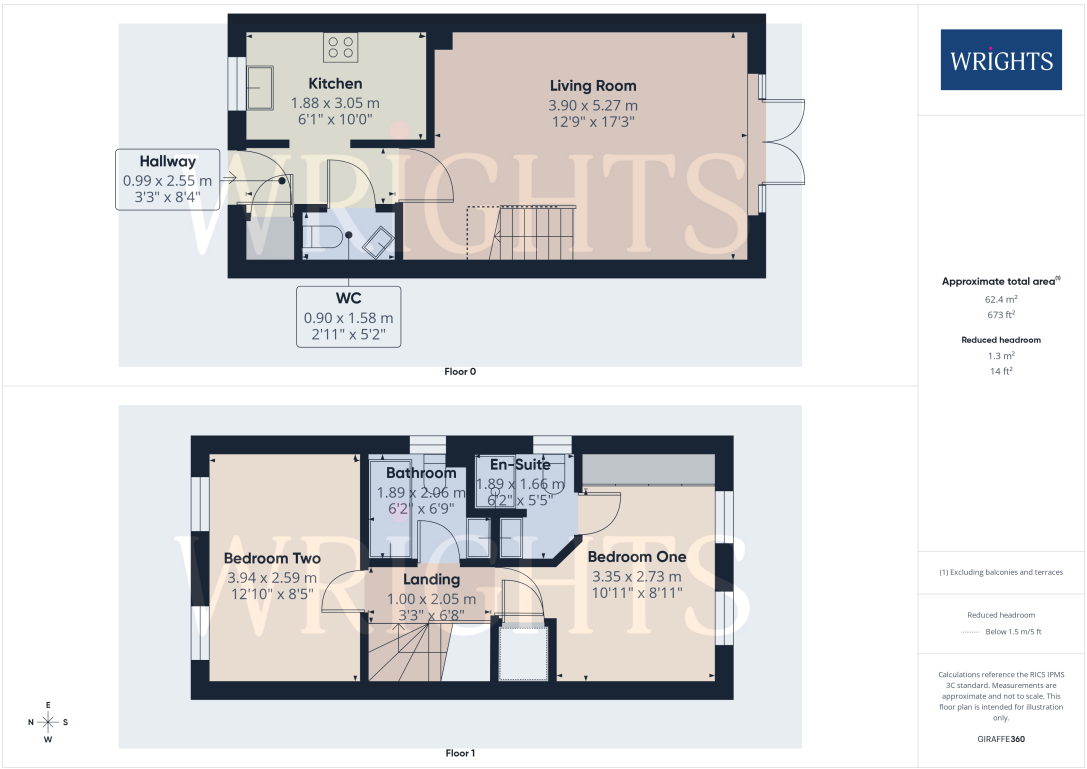 Kitchen
1.88 x 3.05 m
6'1" x 10'0"
Living Room
3.90 x 5.27 m
12'9" x 17'3"
Hallway
0.99 x 2.55 m
3'3" x 8'4"
WRIGHTS
WC
0.90 x 1.58 m
2'11" x 5'2"
Floor 0
Bathroom
1.89 x 2.06 m
6'2" x 6'9"
En-Suite
1.89 x 1.66 m
6'2" x 5'5"
Bedroom Two
3.94 x 2.59 m
12'10" x 8'5"
Landing
1.00 x 2.05 m
3'3" x 6'8"
Bedroom One
3.35 x 2.73 m
10'11" x 8'11"
WRIGHTS
E
N S
W
Floor 1
WRIGHTS
Approximate total area(1)
62.4 m²
673 ft²
Reduced headroom
1.3 m²
14 ft²
(1) Excluding balconies and terraces
Reduced headroom
Below 1.5 m/5 ft
Calculations reference the RICS IPMS
3C standard. Measurements are
approximate and not to scale. This
floor plan is intended for illustration
only.
GIRAFFE360